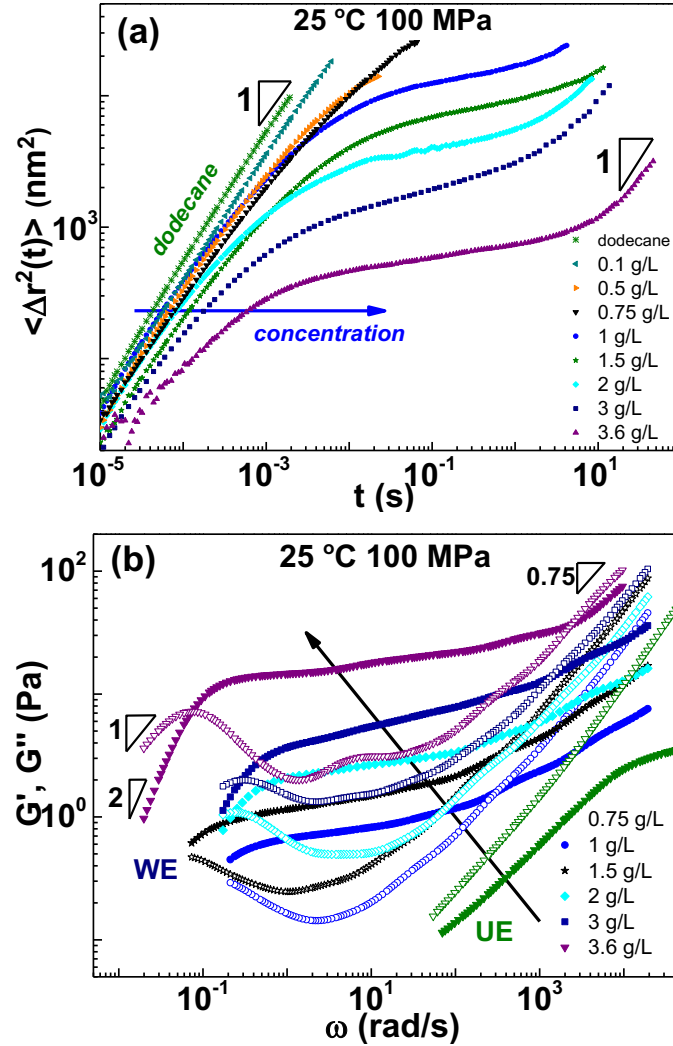 (a) 25 ºC 100 MPa
1
dodecane
1
10³
<Δr²(t)> (nm²)
concentration
dodecane
0.1 g/L
0.5 g/L
0.75 g/L
1 g/L
1.5 g/L
2 g/L
3 g/L
3.6 g/L
10⁻⁵ 10⁻³ 10⁻¹ 10¹
t (s)
(b) 25 ºC 100 MPa
0.75
10²
1
2
10⁰
G', G'' (Pa)
WE
UE
0.75 g/L
1 g/L
1.5 g/L
2 g/L
3 g/L
3.6 g/L
10⁻¹ 10¹ 10³
ω (rad/s)